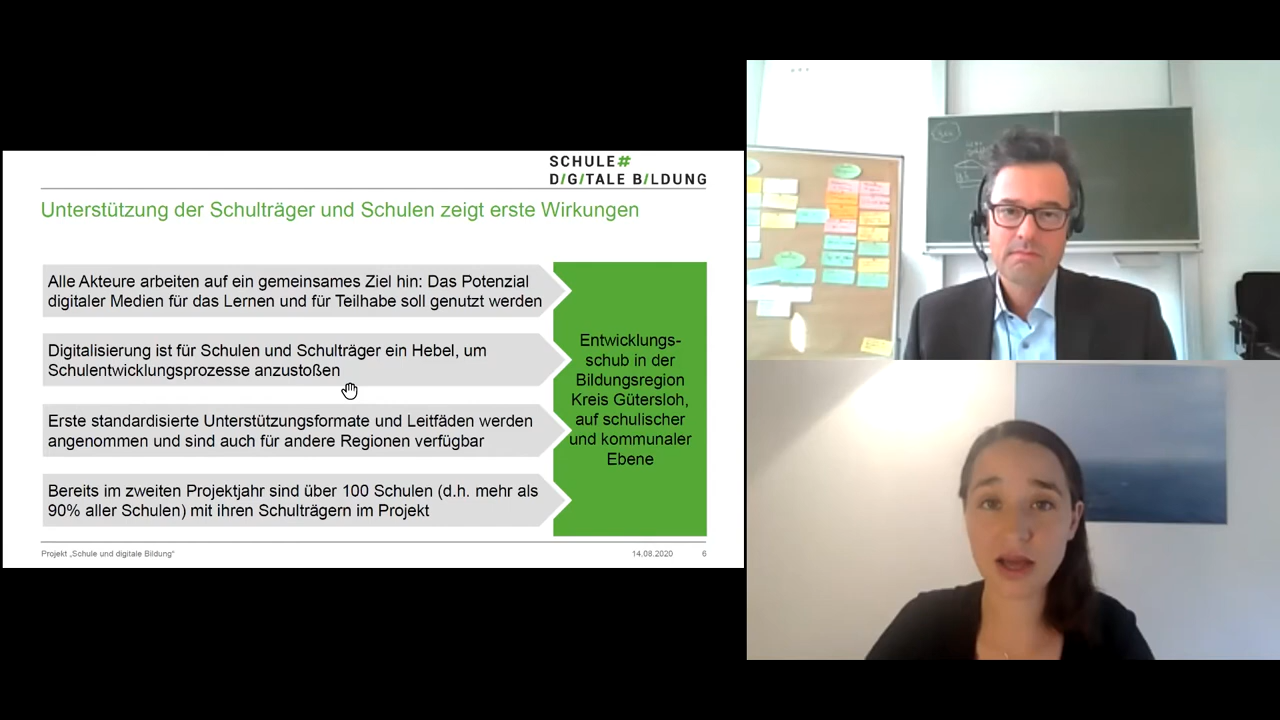 SCHULE#
DIGITALE BILDUNG
Unterstützung der Schulträger und Schulen zeigt erste Wirkungen
Alle Akteure arbeiten auf ein gemeinsames Ziel hin: Das Potenzial
digitaler Medien für das Lernen und für Teilhabe soll genutzt werden
Digitalisierung ist für Schulen und Schulträger ein Hebel, um
Schulentwicklungsprozesse anzustoßen
Erste standardisierte Unterstützungsformate und Leitfäden werden
angenommen und sind auch für andere Regionen verfügbar
Bereits im zweiten Projektjahr sind über 100 Schulen (d.h. mehr als
90% aller Schulen) mit ihren Schulträgern im Projekt
Entwicklungs-
schub in der
Bildungsregion
Kreis Gütersloh,
auf schulischer
und kommunaler
Ebene
Projekt „Schule und digitale Bildung“
14.08.2020
6